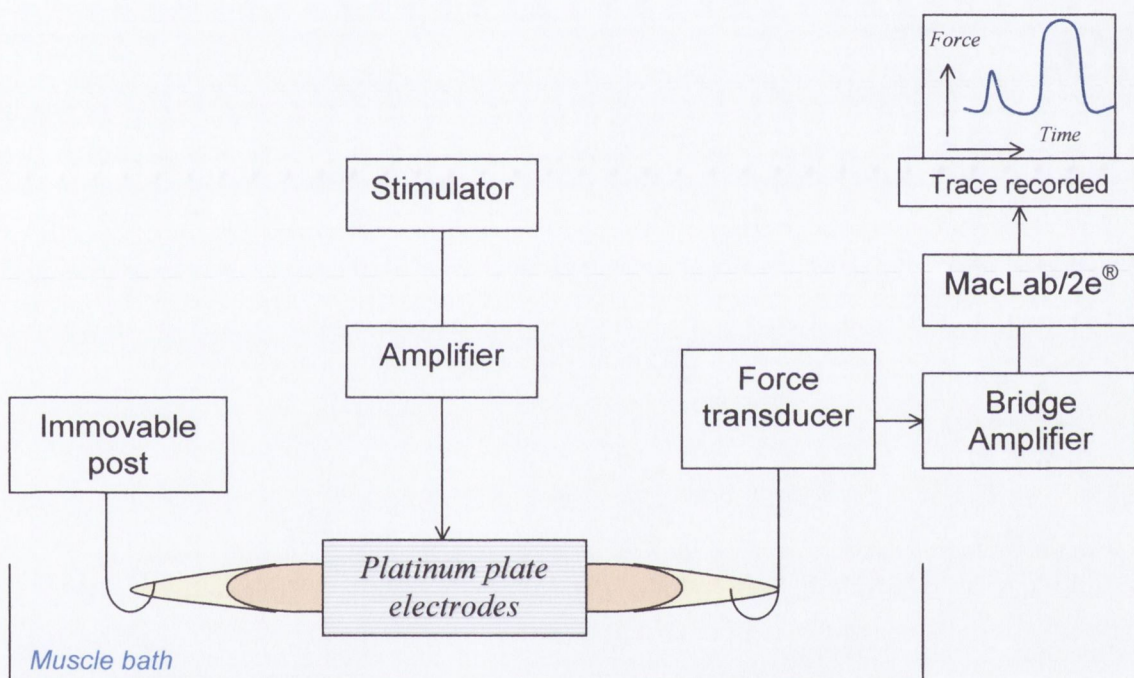 Force
Time
Trace recorded
Stimulator
MacLab/2e®
Amplifier
Force
transducer
Bridge
Amplifier
Immovable
post
Platinum plate
electrodes
Muscle bath